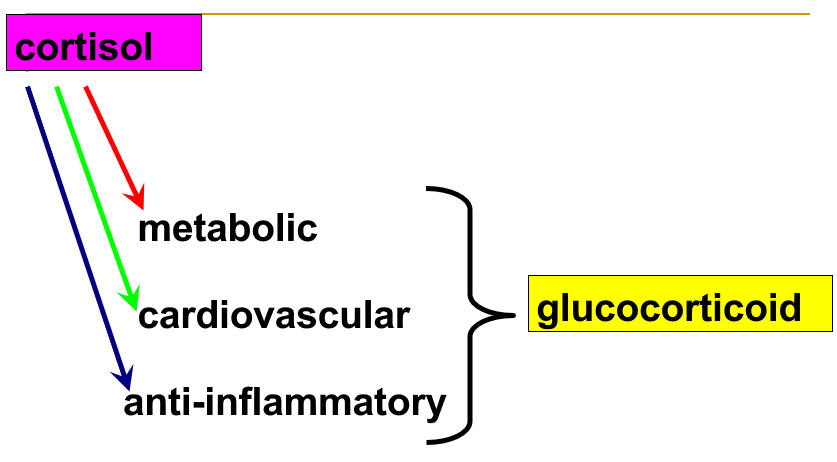 cortisol
metabolic
cardiovascular
glucocorticoid
anti-inflammatory